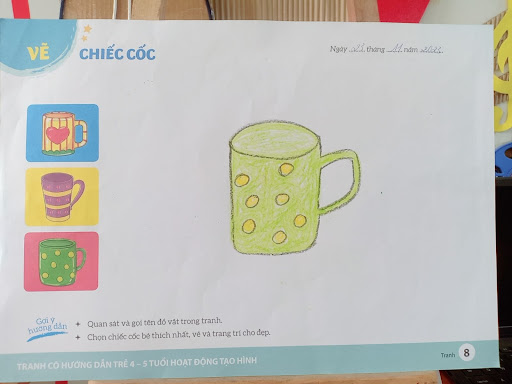 VẼ
CHIẾC CỐC
Ngày 21 tháng 11 năm
Gợi ý
hướng dẫn
+ Quan sát và gọi tên đồ vật trong tranh.
+ Chọn chiếc cốc bé thích nhất, vẽ và trang trí cho đẹp.
TRANH CÓ HƯỚNG DẪN TRẺ 4 – 5 TUỔI HOẠT ĐỘNG TẠO HÌNH
Tranh 8